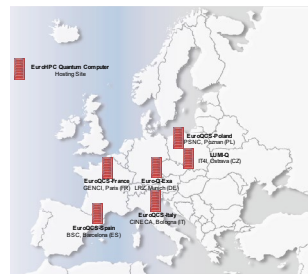 EuroHPC Quantum Computer
Hosting Site
EuroQCS-Poland
PSNC, Poznan (PL)
LUMI-Q
IT4I, Ostava (CZ)
EuroQCS-France
GENCI, Paris (FR)
Euro-Q-Exa
LRZ, Munich (DE)
EuroQCS-Italy
CINECA, Bologna (IT)
EuroQCS-Spain
BSC, Barcelona (ES)